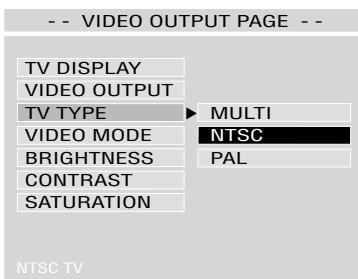 - - VIDEO OUTPUT PAGE - -
TV DISPLAY
VIDEO OUTPUT
TV TYPE
MULTI
VIDEO MODE
NTSC
BRIGHTNESS
PAL
CONTRAST
SATURATION
NTSC TV